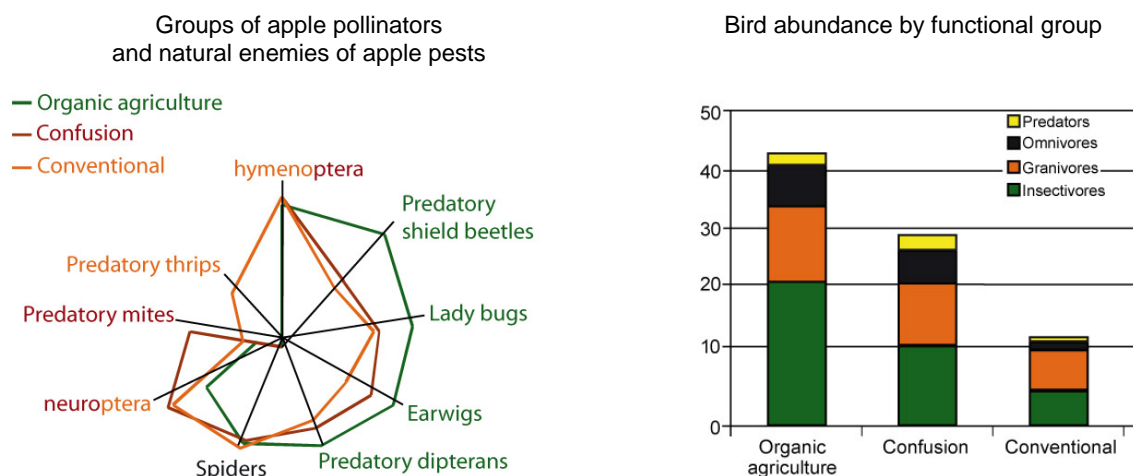 Groups of apple pollinators
and natural enemies of apple pests
Organic agriculture
Confusion
Conventional
hymenoptera
Predatory
shield beetles
Predatory thrips
Predatory mites
Lady bugs
neuroptera
Earwigs
Spiders
Predatory dipterans
Bird abundance by functional group
50
40
30
20
10
0
Predators
Omnivores
Granivores
Insectivores
Organic
agriculture
Confusion
Conventional